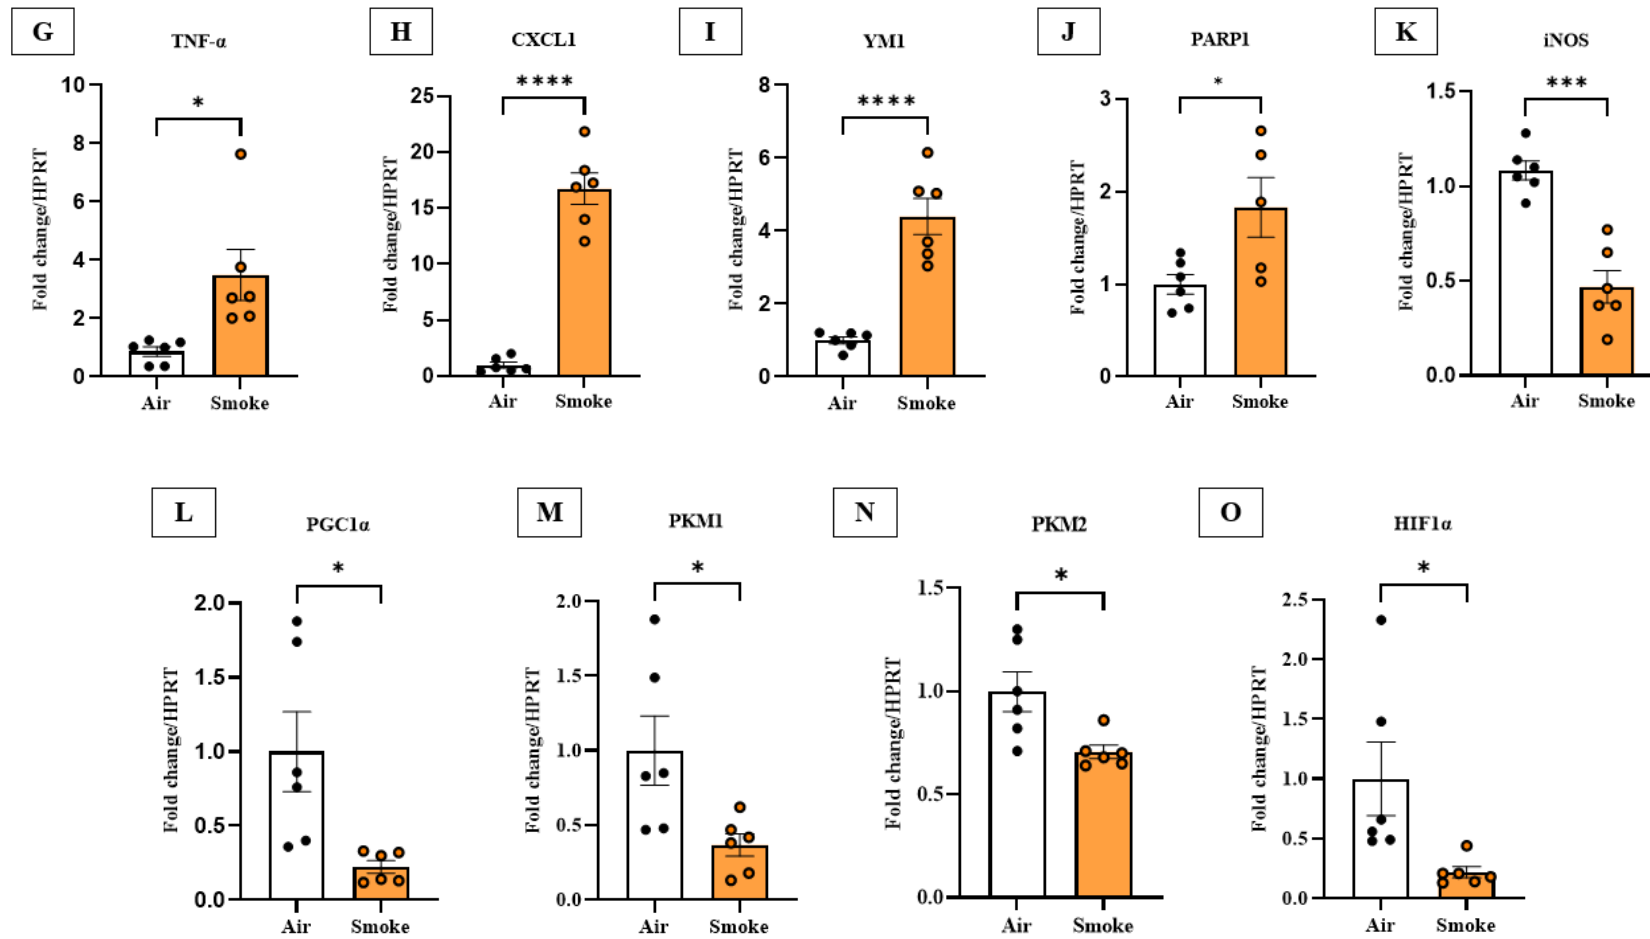 G
TNF-α
*
10
8
6
4
2
0
Fold change/HPRT
Air Smoke
H
CXCL1
****
25
20
15
10
5
0
Fold change/HPRT
Air Smoke
I
YM1
****
8
6
4
2
0
Fold change/HPRT
Air Smoke
J
PARP1
*
3
2
1
0
Fold change/HPRT
Air Smoke
K
iNOS
***
1.5
1.0
0.5
0.0
Fold change/HPRT
Air Smoke
L
PGC1α
*
2.0
1.5
1.0
0.5
0.0
Fold change/HPRT
Air Smoke
M
PKM1
*
2.0
1.5
1.0
0.5
0.0
Fold change/HPRT
Air Smoke
N
PKM2
*
1.5
1.0
0.5
0.0
Fold change/HPRT
Air Smoke
O
HIF1α
*
2.5
2.0
1.5
1.0
0.5
0.0
Fold change/HPRT
Air Smoke